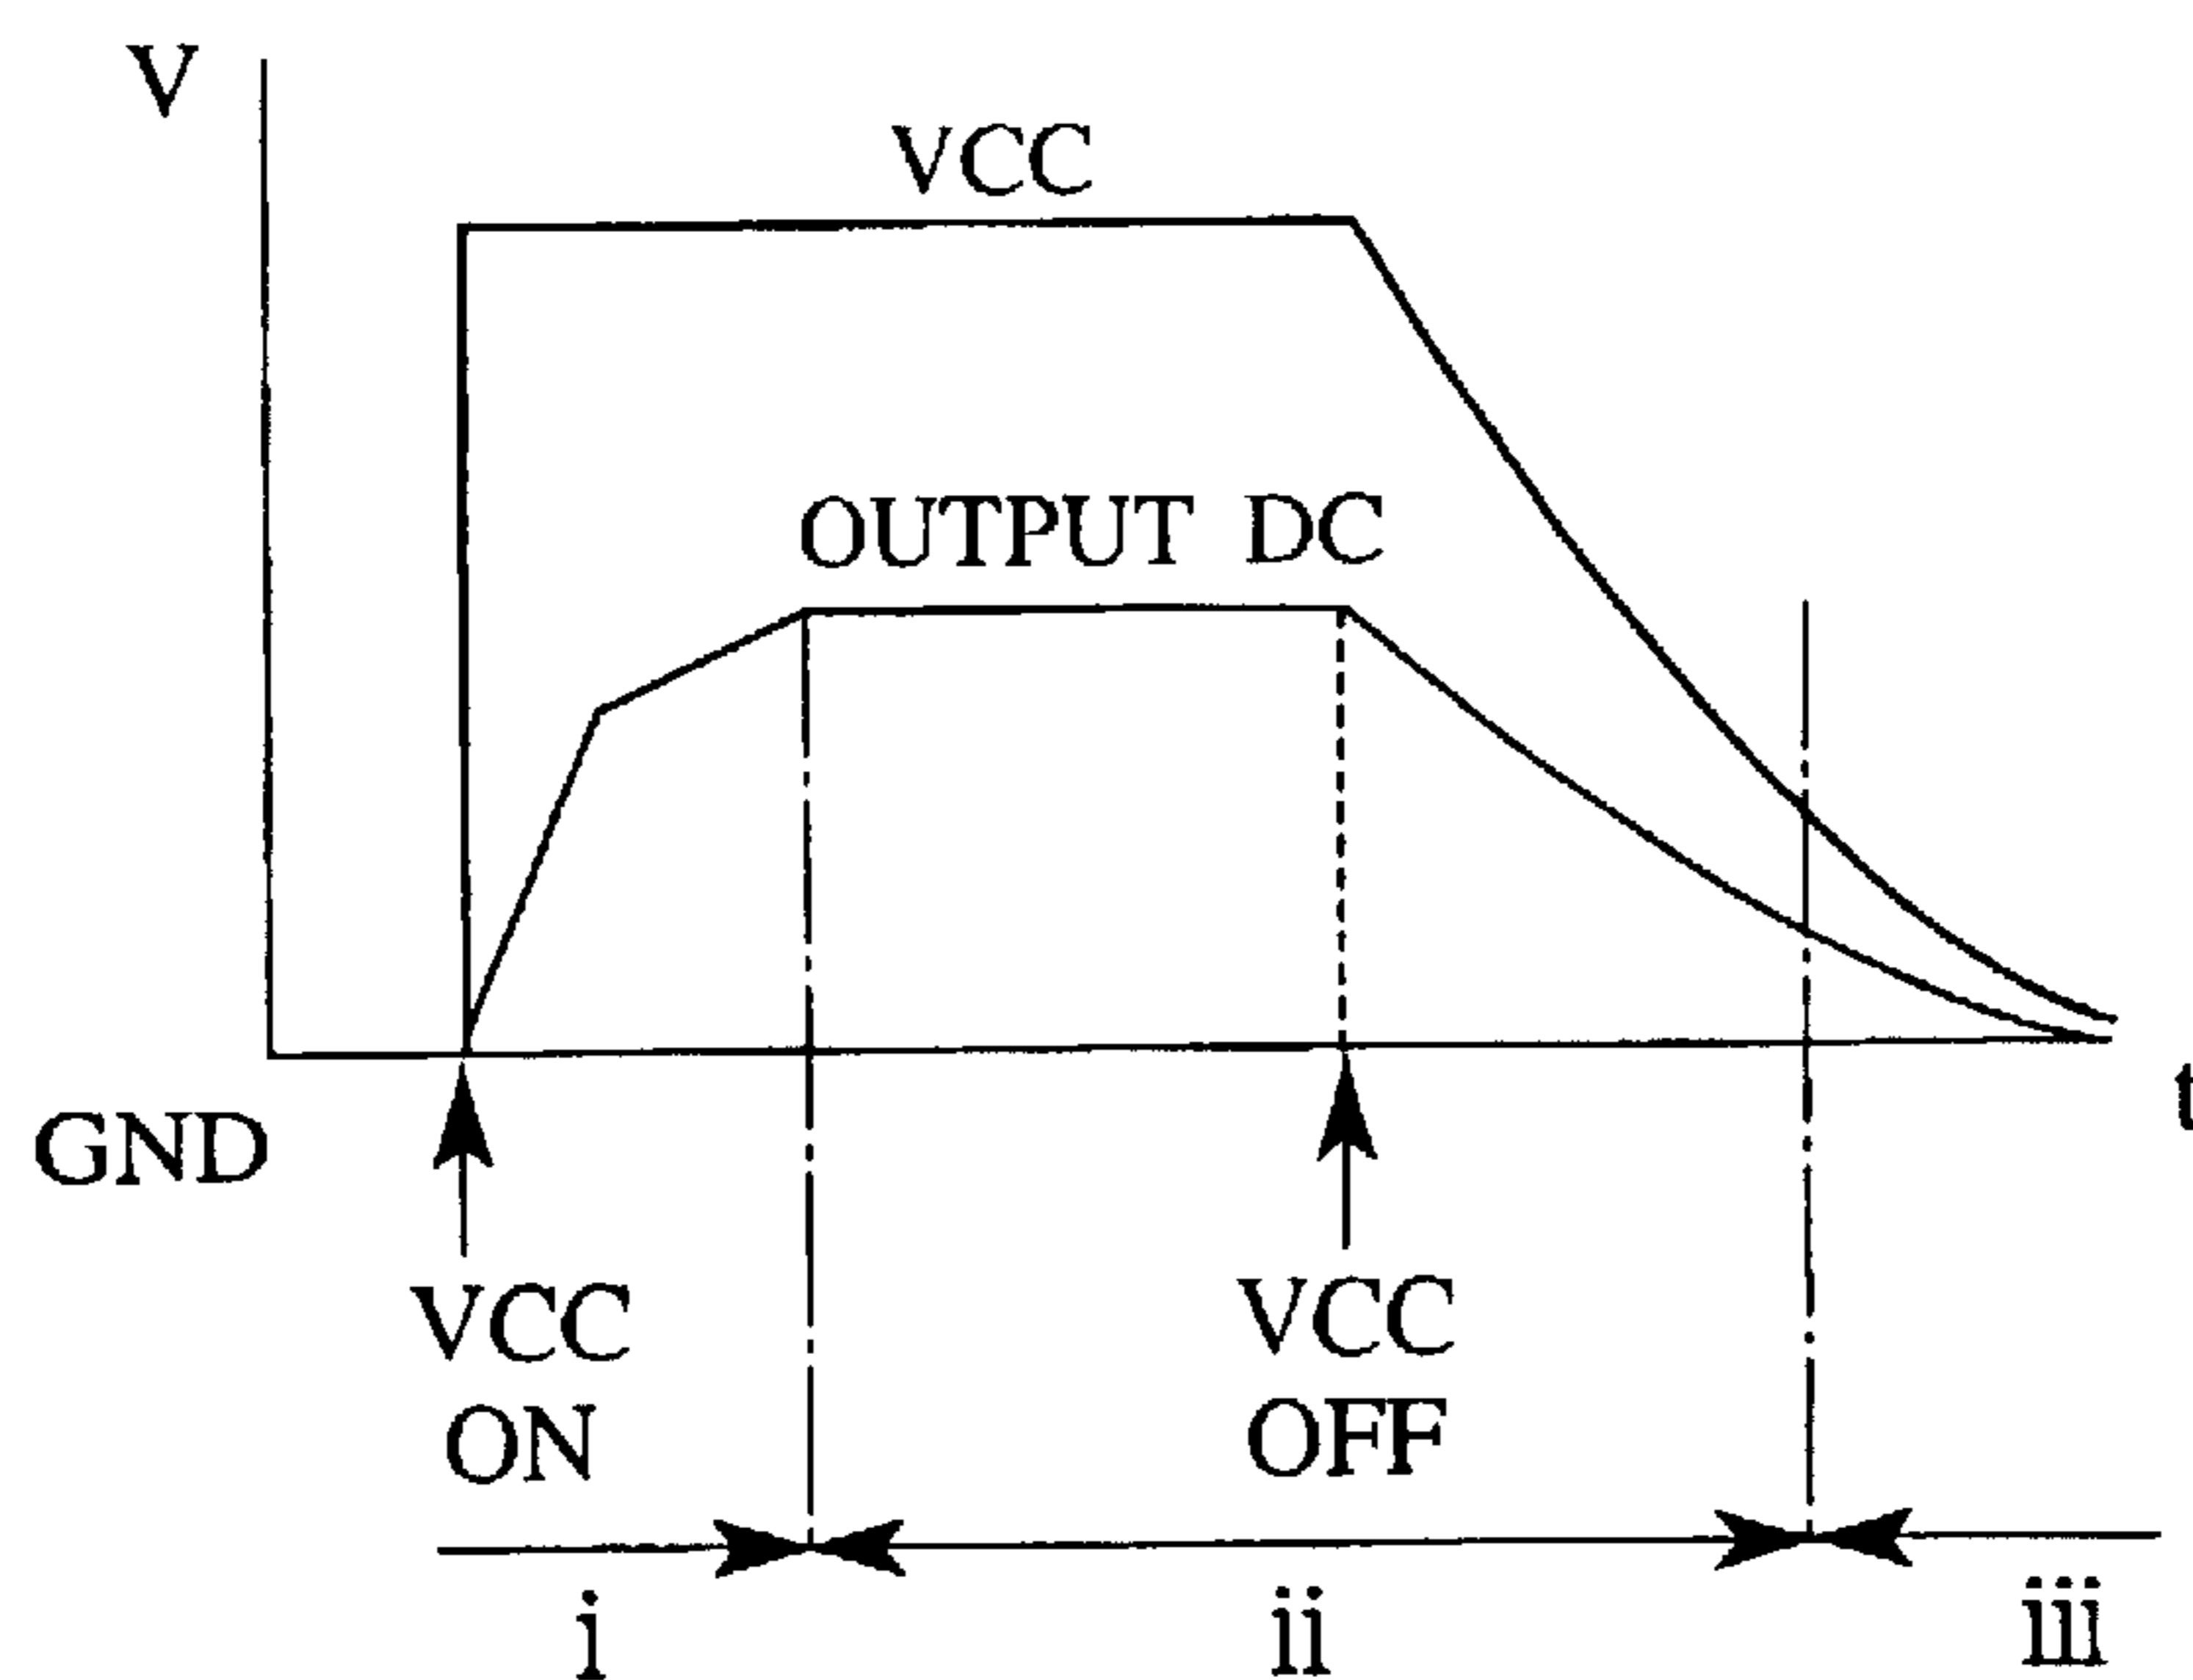 V
VCC
OUTPUT DC
GND
t
VCC
ON
VCC
OFF
i
ii
iii